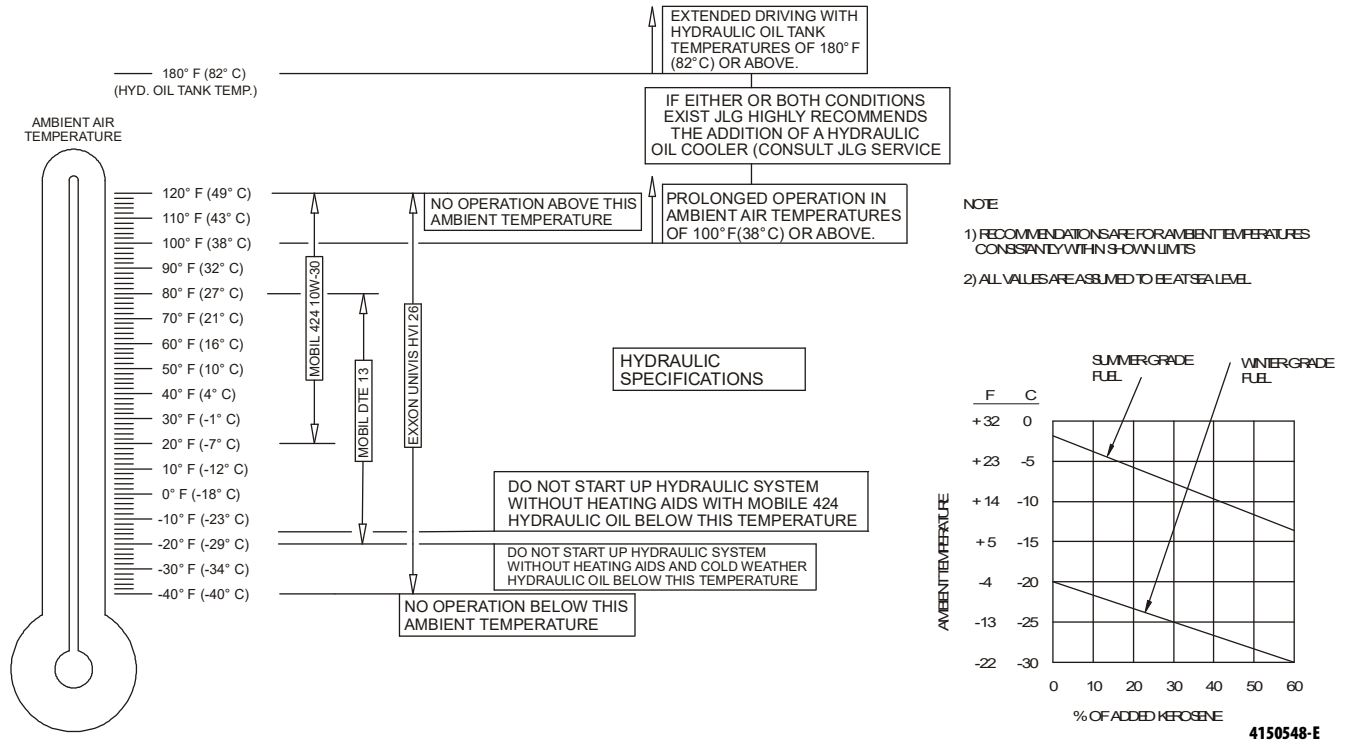 EXTENDED DRIVING WITH
HYDRAULIC OIL TANK
TEMPERATURES OF 180° F
(82°C) OR ABOVE.
180° F (82° C)
(HYD. OIL TANK TEMP.)
IF EITHER OR BOTH CONDITIONS
EXIST JLG HIGHLY RECOMMENDS
THE ADDITION OF A HYDRAULIC
OIL COOLER (CONSULT JLG SERVICE
AMBIENT AIR
TEMPERATURE
120° F (49° C)
110° F (43° C)
100° F (38° C)
90° F (32° C)
80° F (27° C)
70° F (21° C)
60° F (16° C)
50° F (10° C)
40° F (4° C)
30° F (-1° C)
20° F (-7° C)
10° F (-12° C)
0° F (-18° C)
-10° F (-23° C)
-20° F (-29° C)
-30° F (-34° C)
-40° F (-40° C)
MOBIL 424 10W-30
MOBIL DTE 13
EXXON UNIVIS HVI 26
NO OPERATION ABOVE THIS
AMBIENT TEMPERATURE
PROLONGED OPERATION IN
AMBIENT AIR TEMPERATURES
OF 100°F(38°C) OR ABOVE.
HYDRAULIC
SPECIFICATIONS
DO NOT START UP HYDRAULIC SYSTEM
WITHOUT HEATING AIDS WITH MOBILE 424
HYDRAULIC OIL BELOW THIS TEMPERATURE
DO NOT START UP HYDRAULIC SYSTEM
WITHOUT HEATING AIDS AND COLD WEATHER
HYDRAULIC OIL BELOW THIS TEMPERATURE
NO OPERATION BELOW THIS
AMBIENT TEMPERATURE
NOTE:
1) RECOMMENDATIONS ARE FOR AMBIENT TEMPERATURES
CONSISTANTLY WITHIN SHOWN LIMITS
2) ALL VALUES ARE ASSUMED TO BE AT SEA LEVEL.
SUMMER-GRADE
FUEL
WINTER-GRADE
FUEL
F C
+32 0
+23 -5
+14 -10
+5 -15
-4 -20
-13 -25
-22 -30
AMBIENT TEMPERATURE
0 10 20 30 40 50 60
% OF ADDED KEROSENE
4150548-E